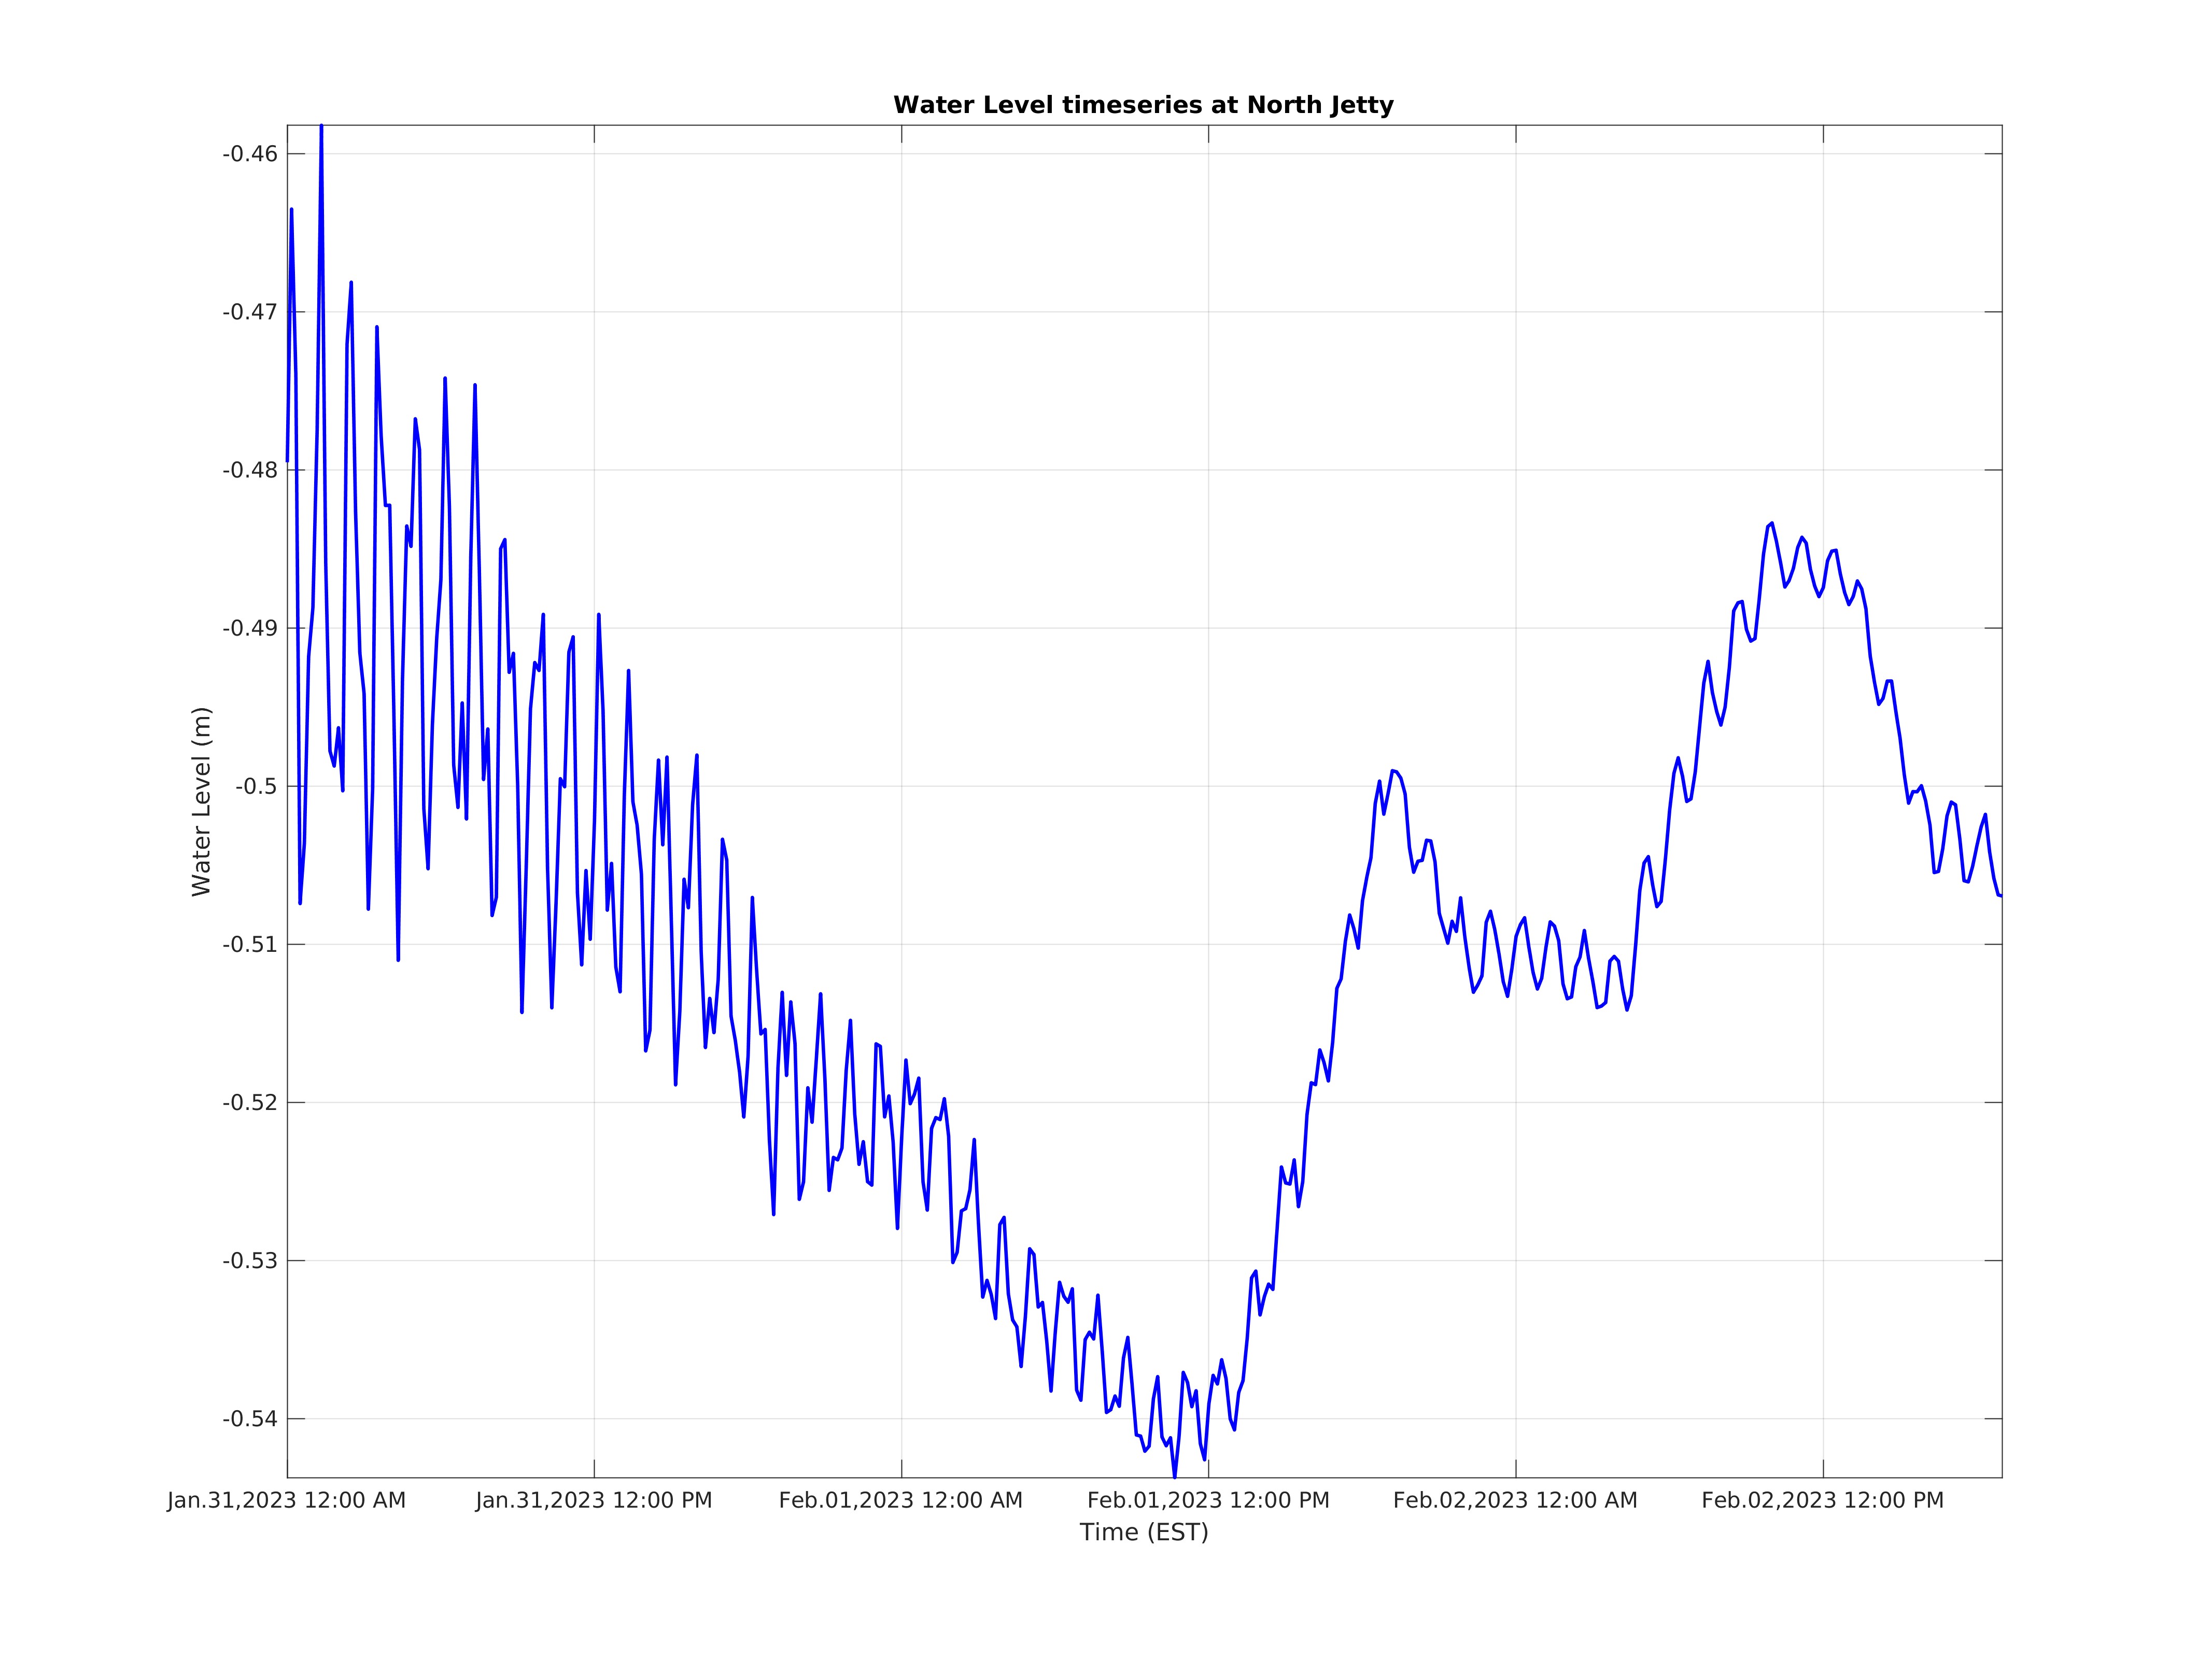 Water Level timeseries at North Jetty
-0.46
-0.47
-0.48
-0.49
-0.5
-0.51
-0.52
-0.53
-0.54
Water Level (m)
Jan.31,2023 12:00 AM
Jan.31,2023 12:00 PM
Feb.01,2023 12:00 AM
Feb.01,2023 12:00 PM
Feb.02,2023 12:00 AM
Feb.02,2023 12:00 PM
Time (EST)